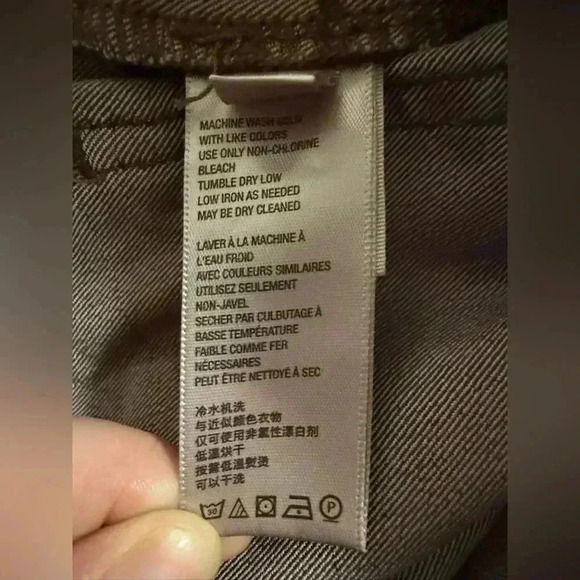 MACHINE WASH COLD
WITH LIKE COLORS
USE ONLY NON-CHLORINE
BLEACH
TUMBLE DRY LOW
LOW IRON AS NEEDED
MAY BE DRY CLEANED
LAVER À LA MACHINE À
L'EAU FROID
AVEC COULEURS SIMILAIRES
UTILISEZ SEULEMENT
NON-JAVEL
SECHER PAR CULBUTAGE À
BASSE TEMPÉRATURE
FAIBLE COMME FER
NÉCESSAIRES
PEUT ÊTRE NETTOYÉ À SEC
冷水机洗
与近似颜色衣物
仅可使用非氯性漂白剂
低温烘干
按需低温熨烫
可以干洗
30
P